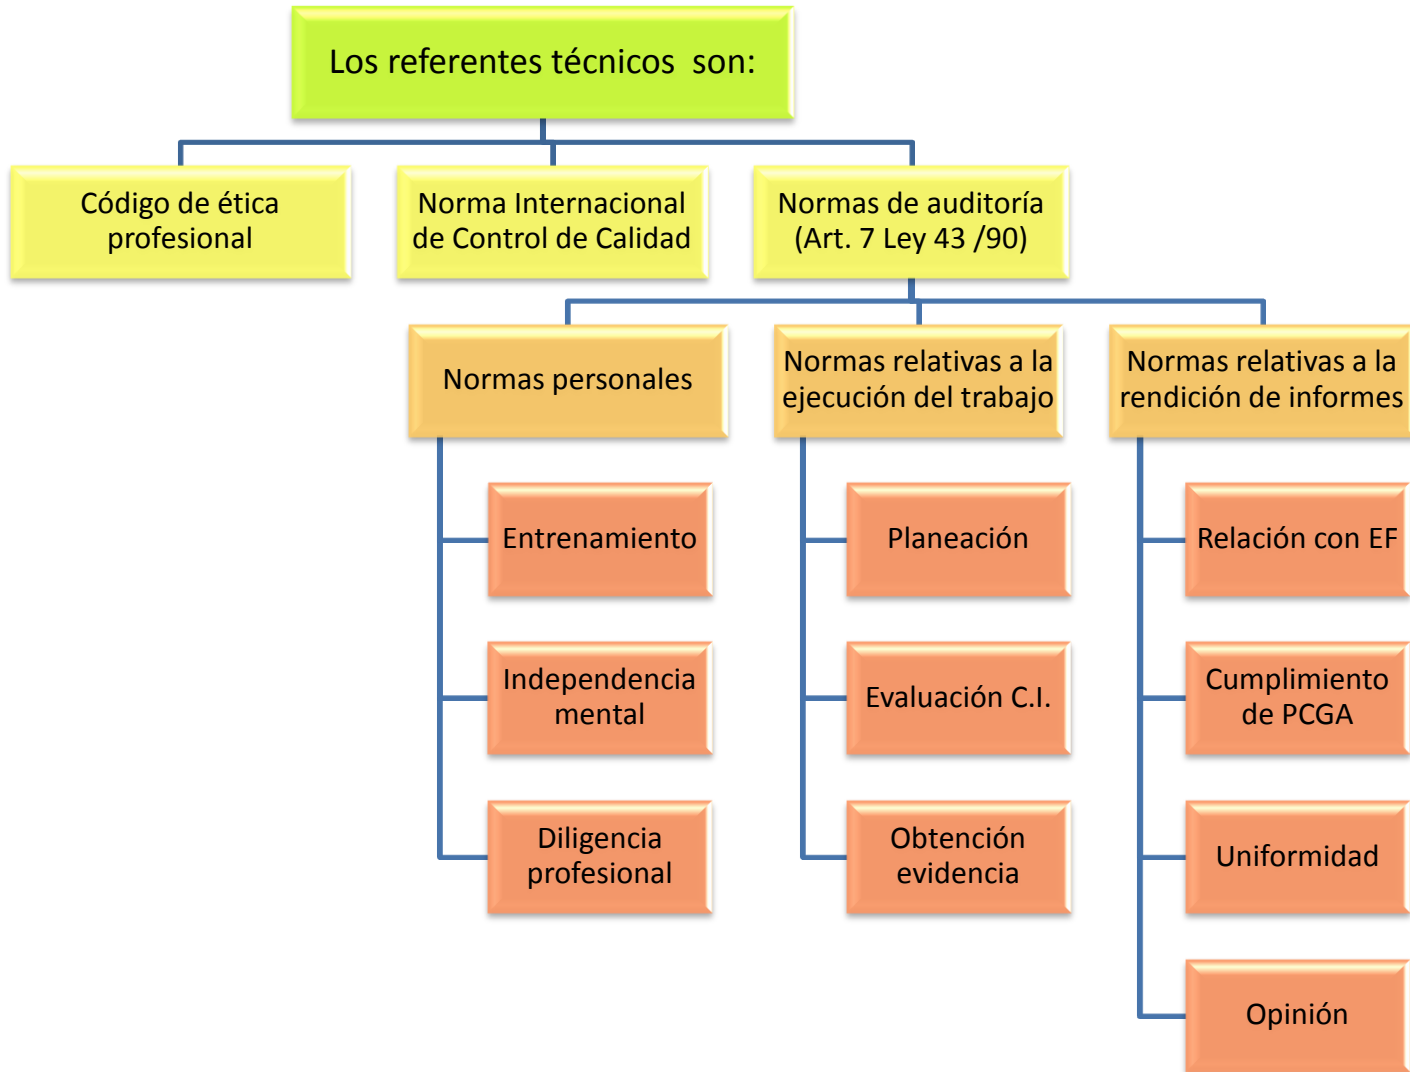 Los referentes técnicos son:
Código de ética
profesional
Norma Internacional
de Control de Calidad
Normas de auditoría
(Art. 7 Ley 43 /90)
Normas personales
Normas relativas a la
ejecución del trabajo
Normas relativas a la
rendición de informes
Entrenamiento
Independencia
mental
Diligencia
profesional
Planeación
Evaluación C.I.
Obtención
evidencia
Relación con EF
Cumplimiento
de PCGA
Uniformidad
Opinión